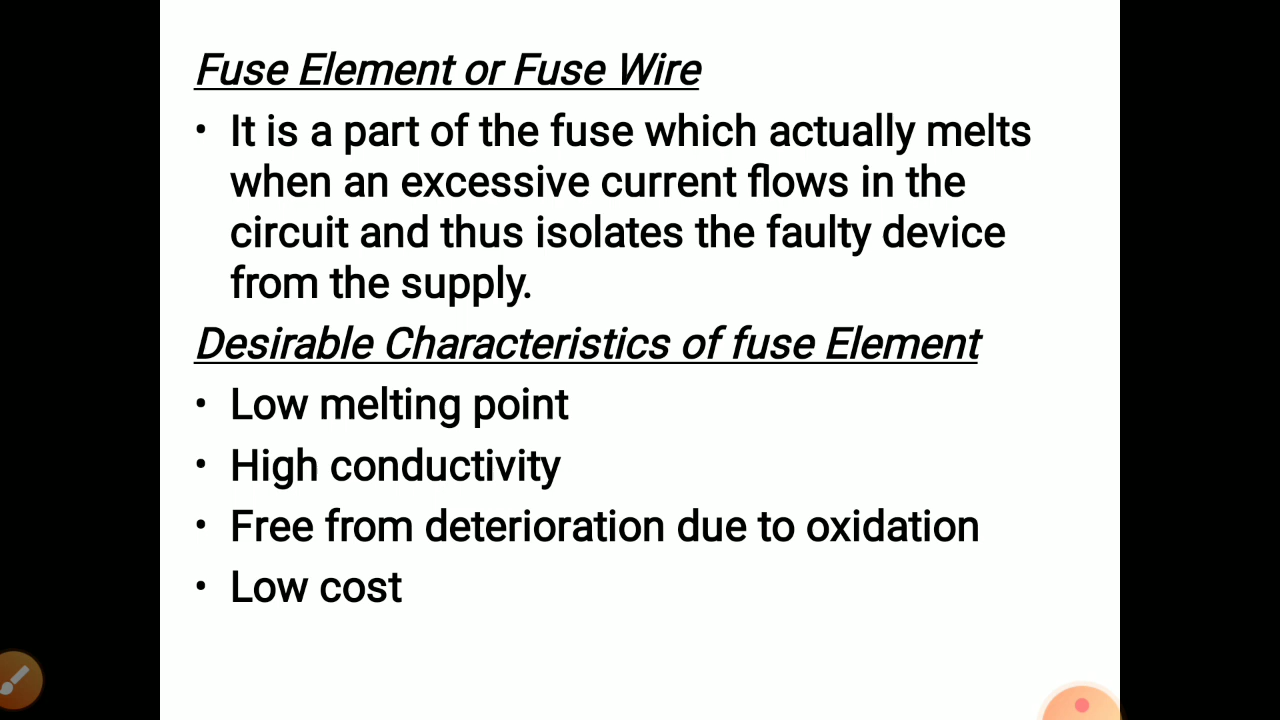 Fuse Element or Fuse Wire
• It is a part of the fuse which actually melts
when an excessive current flows in the
circuit and thus isolates the faulty device
from the supply.
Desirable Characteristics of fuse Element
• Low melting point
• High conductivity
• Free from deterioration due to oxidation
• Low cost